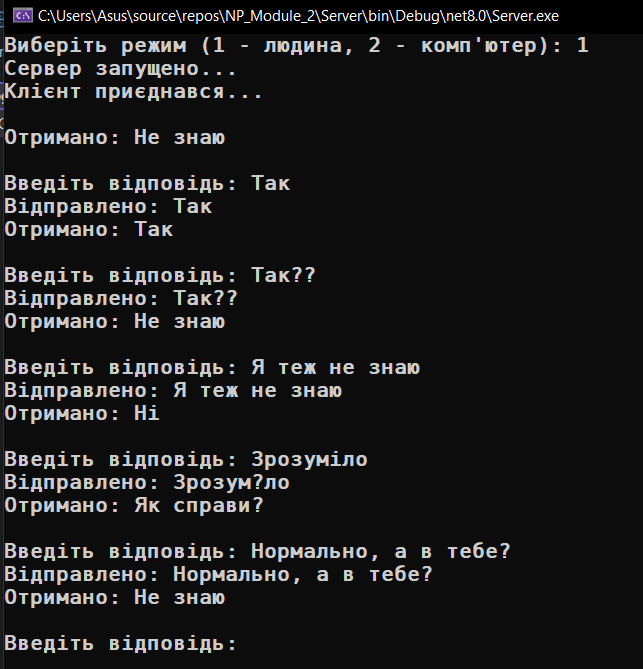 C:\Users\Asus\source\repos\NP_Module_2\Server\bin\Debug\net8.0\Server.exe
Виберіть режим (1 - людина, 2 - комп'ютер): 1
Сервер запущено...
Клієнт приєднався...
Отримано: Не знаю
Введіть відповідь: Так
Відправлено: Так
Отримано: Так
Введіть відповідь: Так??
Відправлено: Так??
Отримано: Не знаю
Введіть відповідь: Я теж не знаю
Відправлено: Я теж не знаю
Отримано: Ні
Введіть відповідь: Зрозуміло
Відправлено: Зрозум?ло
Отримано: Як справи?
Введіть відповідь: Нормально, а в тебе?
Відправлено: Нормально, а в тебе?
Отримано: Не знаю
Введіть відповідь: